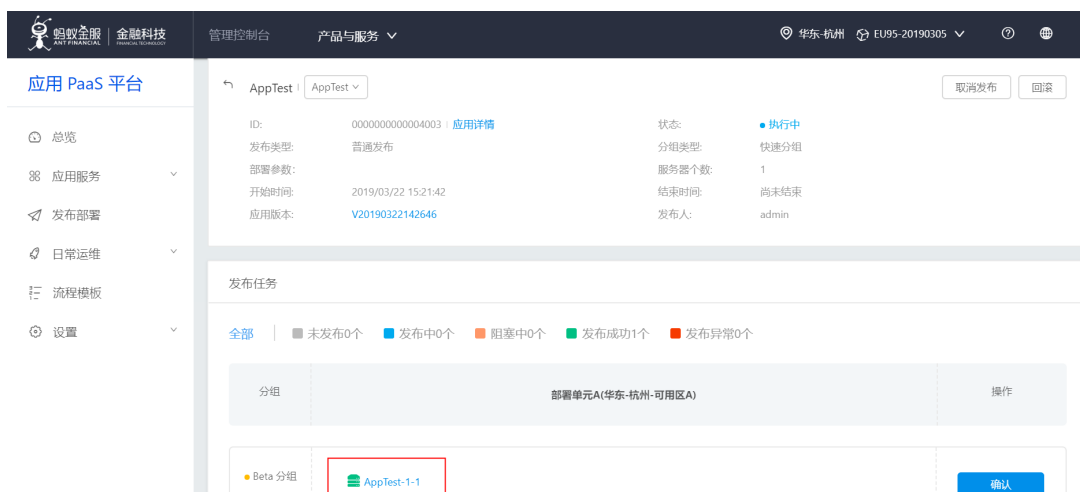 蚂蚁金服 金融科技 管理控制台 产品与服务 华东-杭州 EU95-20190305
ANT FINANCIAL FINANCIAL TECHNOLOGY
应用 PaaS 平台
AppTest AppTest 取消发布 回滚
ID: 0000000000004003 应用详情 状态: 执行中
总览
发布类型: 普通发布 分组类型: 快速分组
部署参数: 服务器个数: 1
应用服务
开始时间: 2019/03/22 15:21:42 结束时间: 尚未结束
发布部署
应用版本: V20190322142646 发布人: admin
日常运维
流程模板
设置
发布任务
全部 未发布0个 发布中0个 阻塞中0个 发布成功1个 发布异常0个
分组 部署单元A(华东-杭州-可用区A) 操作
Beta 分组 AppTest-1-1 确认